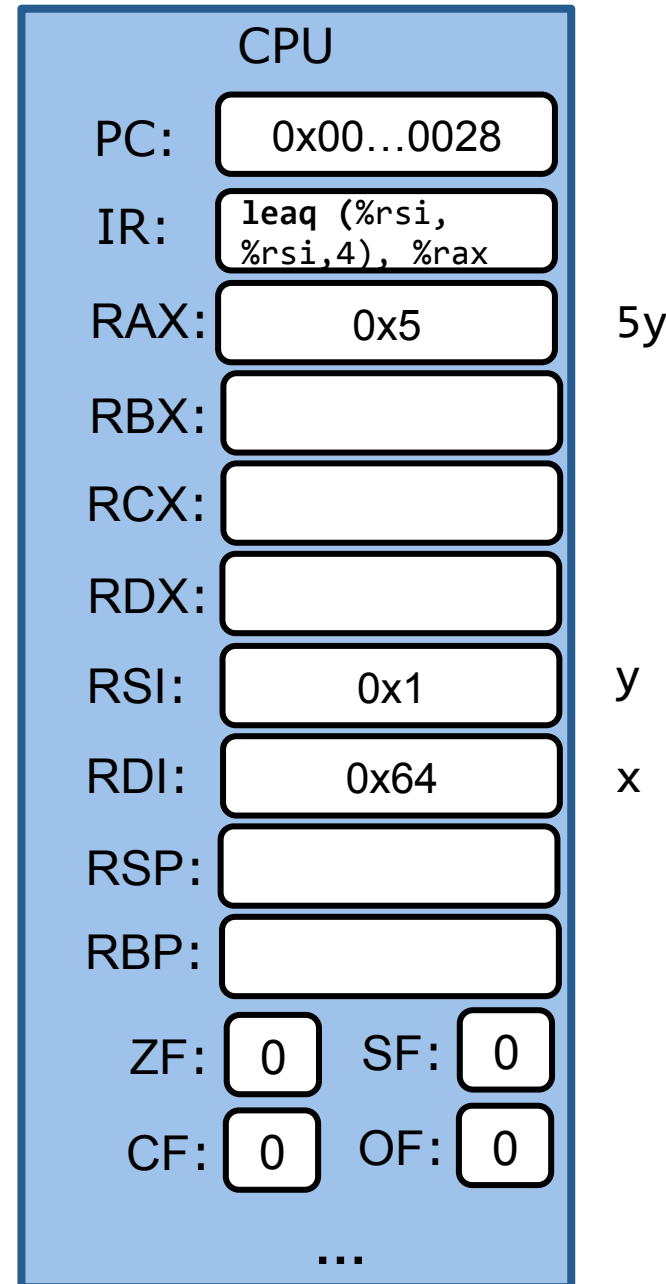 CPU
PC: 0x00...0028
IR: leaq (%rsi,
%rsi,4), %rax
RAX: 0x5 5y
RBX:
RCX:
RDX:
RSI: 0x1 y
RDI: 0x64 x
RSP:
RBP:
ZF: 0 SF: 0
CF: 0 OF: 0
...